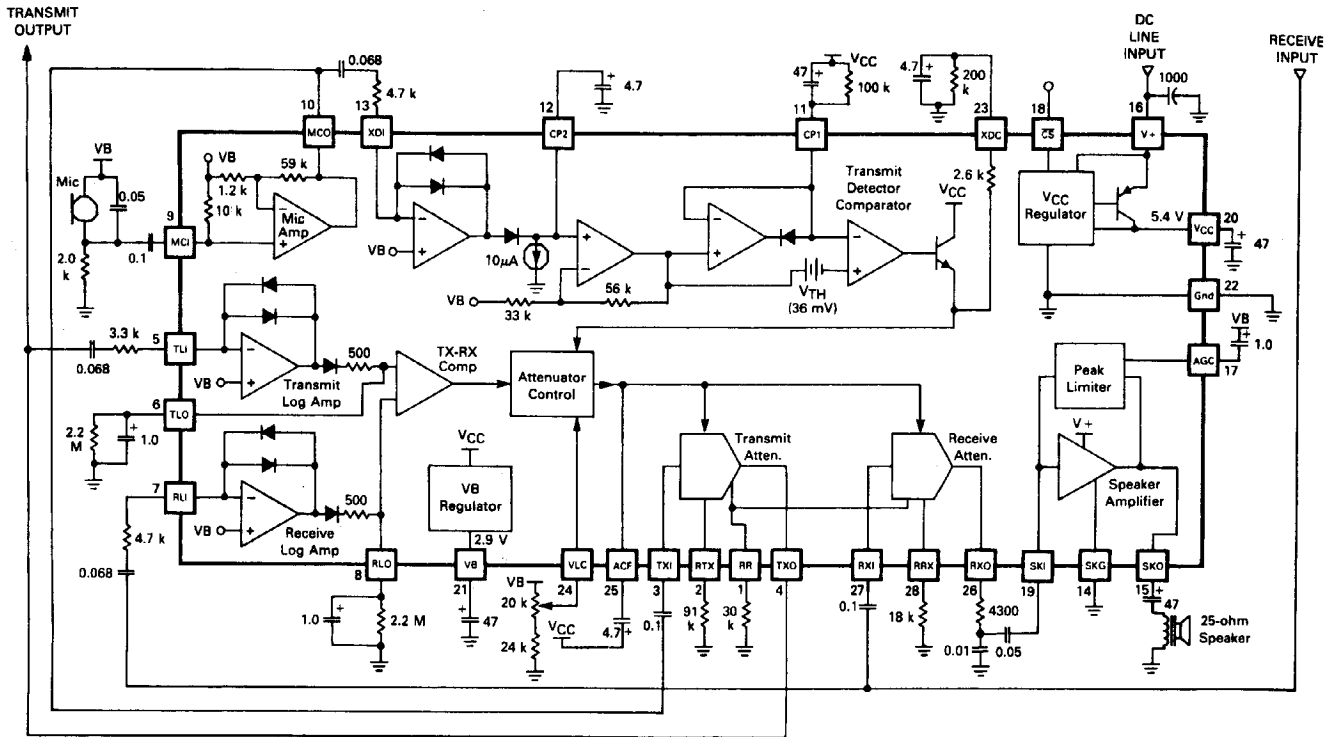 TRANSMIT
OUTPUT
DC
LINE
INPUT
RECEIVE
INPUT
0.068
4.7 k
10
MCO
13
XDI
12
CP2
+
4.7
VCC
47
+
100 k
11
CP1
4.7
+
200
k
23
XDC
18
CS
16
V+
1000
VB
Mic
0.05
9
MCI
0.1
2.0
k
VB
1.2 k
10 k
59 k
Mic
Amp
−
+
VB
−
+
10µA
+
−
VB
33 k
56 k
−
+
VTH
(36 mV)
Transmit
Detector
Comparator
−
+
VCC
2.6 k
VCC
Regulator
5.4 V
20
VCC
+
47
Gnd
22
VB
+
1.0
AGC
17
3.3 k
0.068
5
TLI
−
VB
+
Transmit
Log Amp
500
TX-RX
Comp
Attenuator
Control
6
TLO
2.2
M
+
1.0
7
RLI
−
VB
+
Receive
Log Amp
500
4.7 k
0.068
VCC
VB
Regulator
2.9 V
Transmit
Atten.
Receive
Atten.
Peak
Limiter
V+
Speaker
Amplifier
RLO
8
VB
21
VLC
24
ACF
25
TXI
3
RTX
2
RR
1
TXO
4
RXI
27
RRX
28
RXO
26
SKI
19
SKG
14
SKO
15
1.0
+
2.2 M
+
47
VB
20 k
24 k
VCC
4.7
+
0.1
91
k
30
k
0.1
18 k
4300
0.01
0.05
+
47
25-ohm
Speaker